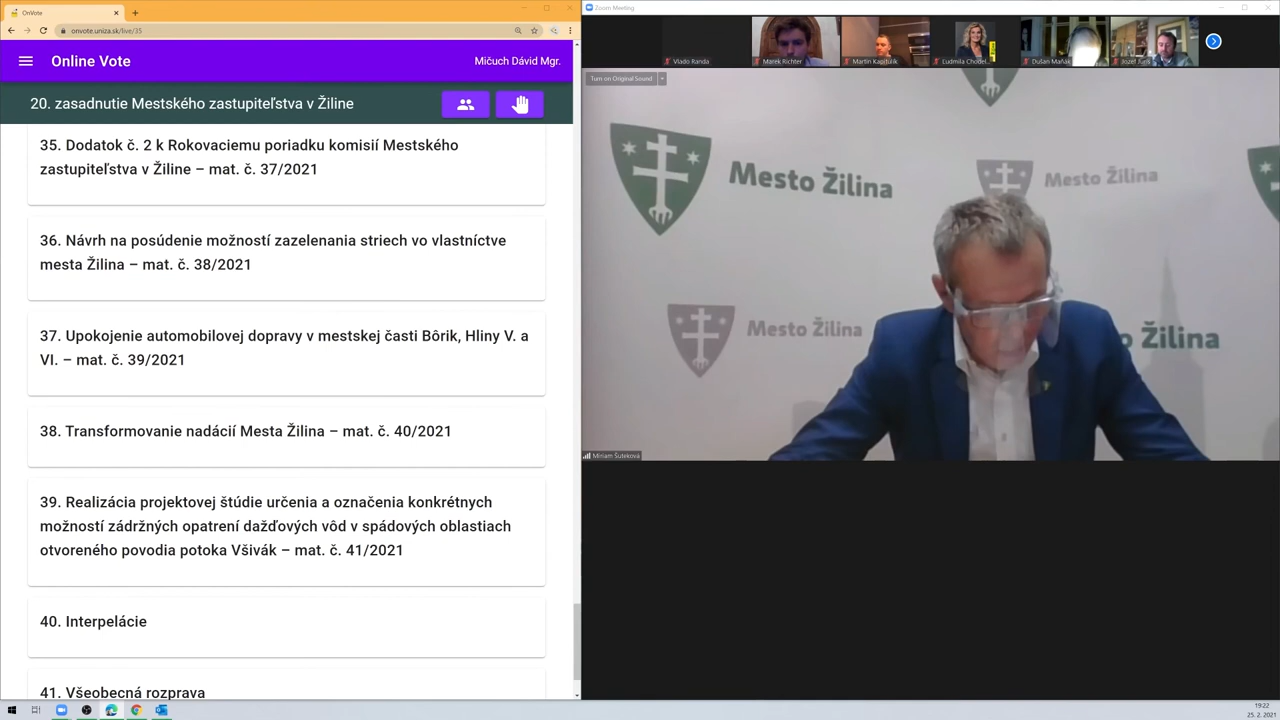 OnVote
onvote.uniza.sk/live/35
Online Vote
Mičuch Dávid Mgr.
20. zasadnutie Mestského zastupiteľstva v Žiline
35. Dodatok č. 2 k Rokovaciemu poriadku komisií Mestského
zastupiteľstva v Žiline – mat. č. 37/2021
36. Návrh na posúdenie možností zazelenania striech vo vlastníctve
mesta Žilina – mat. č. 38/2021
37. Upokojenie automobilovej dopravy v mestskej časti Bôrik, Hliny V. a
VI. – mat. č. 39/2021
38. Transformovanie nadácií Mesta Žilina – mat. č. 40/2021
39. Realizácia projektovej štúdie určenia a označenia konkrétnych
možností zádržných opatrení dažďových vôd v spádových oblastiach
otvoreného povodia potoka Všivák – mat. č. 41/2021
40. Interpelácie
41. Všeobecná rozprava
Zoom Meeting
Vlado Randa
Marek Richter
Martin Kapitulík
Ľudmila Chodel...
Dušan Maňák
Jozef Juriš
Turn on Original Sound
Mesto Žilina
Mesto Žilina
Mesto Žilina
o Žilina
Miriam Šuteková
19:22
25. 2. 2021